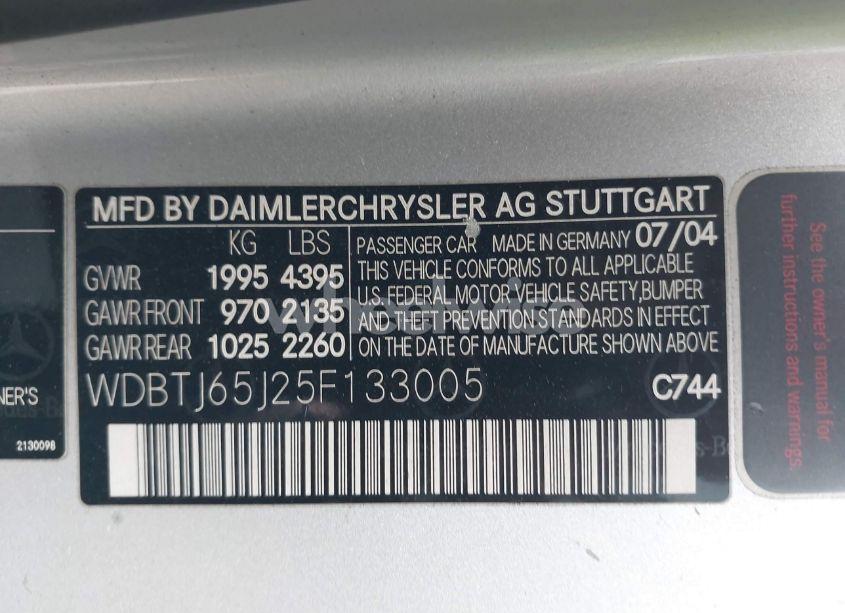 MFD BY DAIMLERCHRYSLER AG STUTTGART
KG LBS
GVWR 1995 4395
GAWR FRONT 970 2135
GAWR REAR 1025 2260
PASSENGER CAR MADE IN GERMANY 07/04
THIS VEHICLE CONFORMS TO ALL APPLICABLE
U.S. FEDERAL MOTOR VEHICLE SAFETY,BUMPER
AND THEFT PREVENTION STANDARDS IN EFFECT
ON THE DATE OF MANUFACTURE SHOWN ABOVE
WDBTJ65J25F133005 C744
NER'S
2130098
See the owner's manual for
further instructions and warnings.